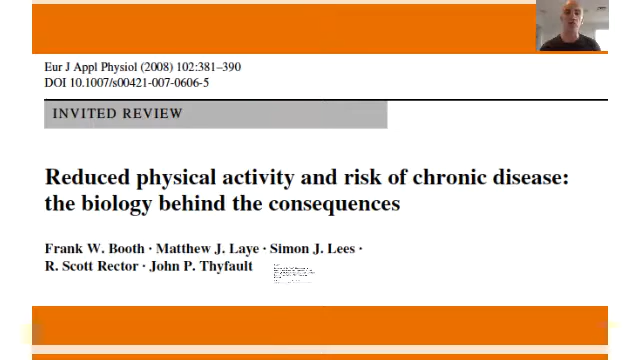 Eur J Appl Physiol (2008) 102:381–390
DOI 10.1007/s00421-007-0606-5
INVITED REVIEW
Reduced physical activity and risk of chronic disease:
the biology behind the consequences
Frank W. Booth · Matthew J. Laye · Simon J. Lees ·
R. Scott Rector · John P. Thyfault